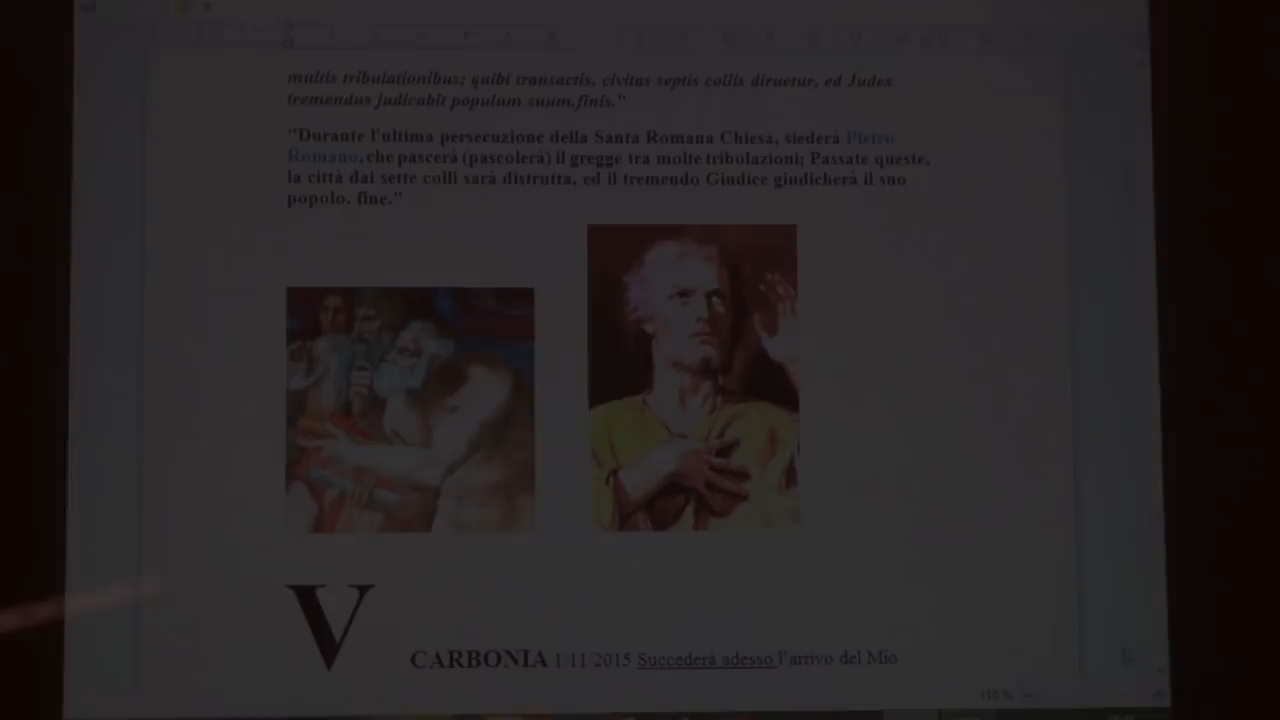 multis tribulationibus; quibi transactis, civitas septis collis diruetur, ed Judex
tremendus judicabit populum suum.finis."
"Durante l'ultima persecuzione della Santa Romana Chiesa, siederà Pietro
Romano, che pascerà (pascolerà) il gregge tra molte tribolazioni; Passate queste,
la città dai sette colli sarà distrutta, ed il tremendo Giudice giudicherà il suo
popolo. fine."
V
CARBONIA 1/11/2015 Succederà adesso l'arrivo del Mio
110 %